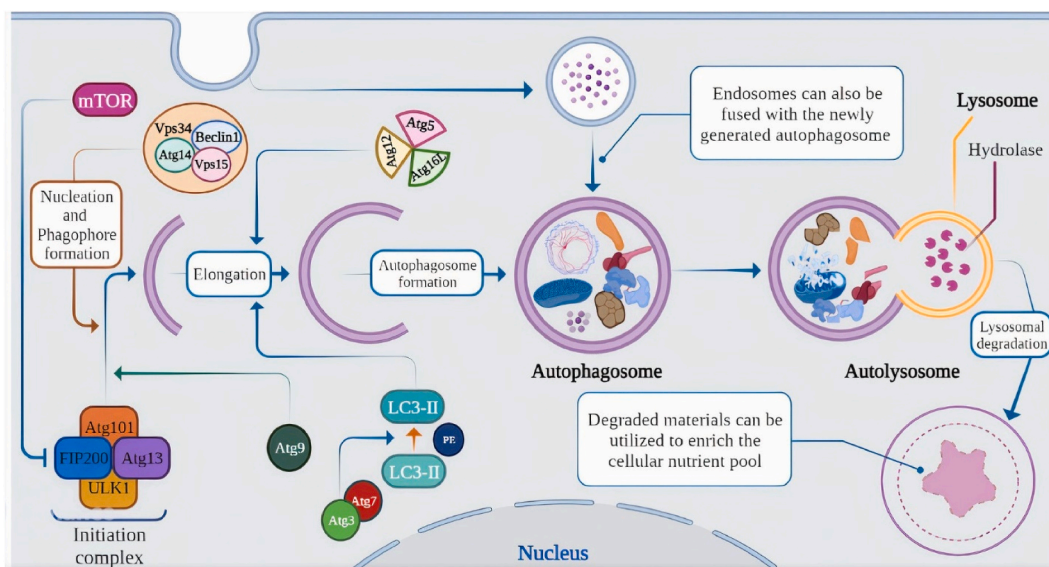 mTOR
Vps34
Beclin1
Atg14
Vps15
Nucleation and
Phagophore
formation
Atg5
Atg12
Atg16L
Elongation
Autophagosome
formation
Endosomes can also be
fused with the newly
generated autophagosome
Lysosome
Hydrolase
Autophagosome
Autolysosome
Lysosomal
degradation
Atg101
FIP200
Atg13
ULK1
Initiation
complex
Atg9
LC3-II
PE
LC3-II
Atg7
Atg3
Degraded materials can be
utilized to enrich the
cellular nutrient pool
Nucleus